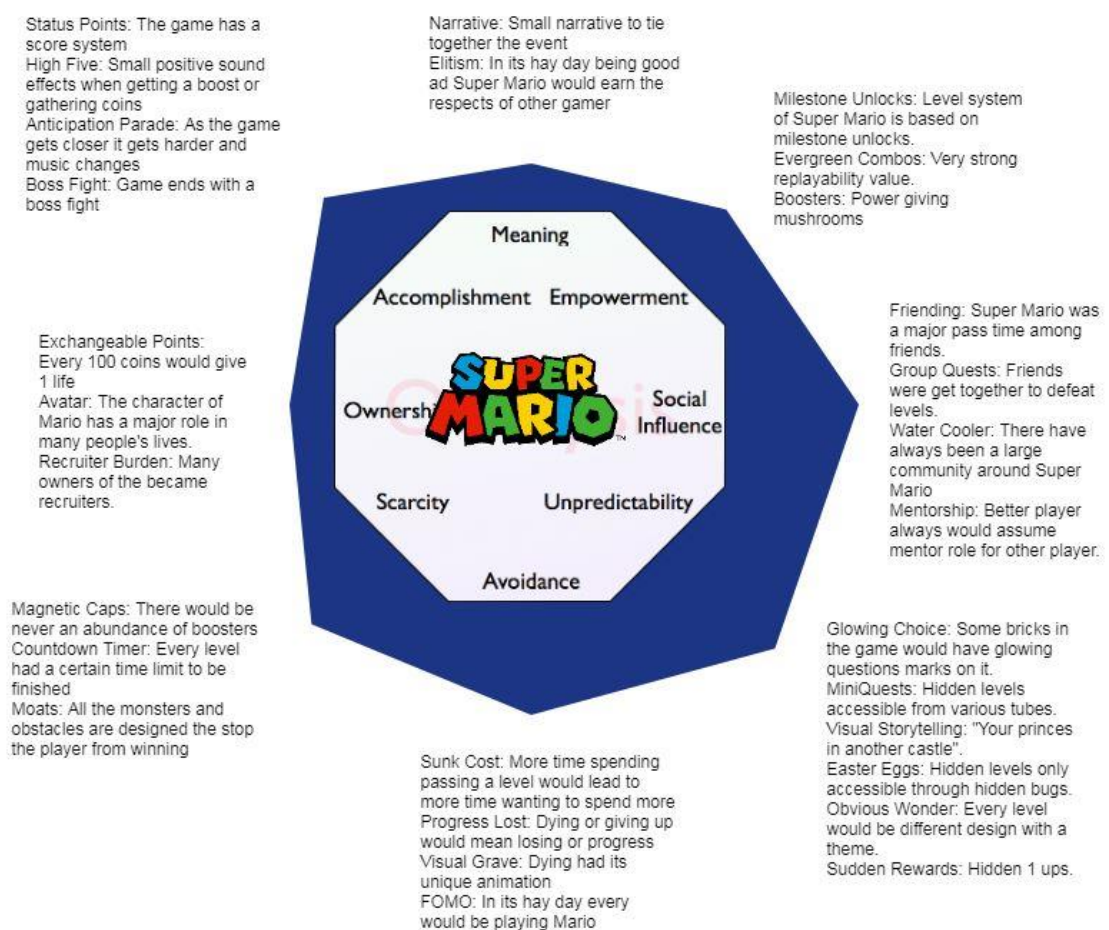 Status Points: The game has a
score system
High Five: Small positive sound
effects when getting a boost or
gathering coins
Anticipation Parade: As the game
gets closer it gets harder and
music changes
Boss Fight: Game ends with a
boss fight
Narrative: Small narrative to tie
together the event
Elitism: In its hay day being good
ad Super Mario would earn the
respects of other gamer
Milestone Unlocks: Level system
of Super Mario is based on
milestone unlocks.
Evergreen Combos: Very strong
replayability value.
Boosters: Power giving
mushrooms
Meaning
Accomplishment Empowerment
SUPER
MARIO
TM
Social
Influence
Scarcity
Unpredictability
Avoidance
Exchangeable Points:
Every 100 coins would give
1 life
Avatar: The character of
Mario has a major role in
many people's lives.
Recruiter Burden: Many
owners of the became
recruiters.
Friending: Super Mario was
a major pass time among
friends.
Group Quests: Friends
were get together to defeat
levels.
Water Cooler: There have
always been a large
community around Super
Mario
Mentorship: Better player
always would assume
mentor role for other player.
Magnetic Caps: There would be
never an abundance of boosters
Countdown Timer: Every level
had a certain time limit to be
finished
Moats: All the monsters and
obstacles are designed the stop
the player from winning
Sunk Cost: More time spending
passing a level would lead to
more time wanting to spend more
Progress Lost: Dying or giving up
would mean losing or progress
Visual Grave: Dying had its
unique animation
FOMO: In its hay day every
would be playing Mario
Glowing Choice: Some bricks in
the game would have glowing
questions marks on it.
MiniQuests: Hidden levels
accessible from various tubes.
Visual Storytelling: "Your princes
in another castle".
Easter Eggs: Hidden levels only
accessible through hidden bugs.
Obvious Wonder: Every level
would be different design with a
theme.
Sudden Rewards: Hidden 1 ups.